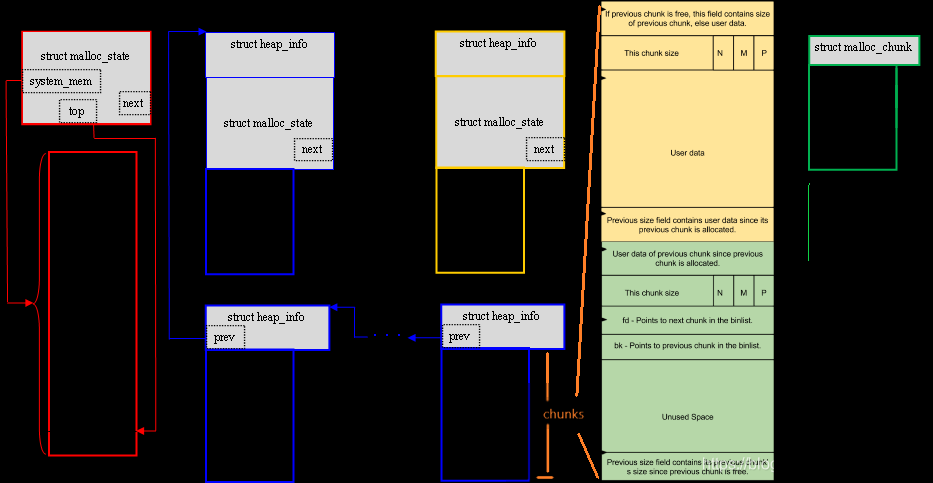 struct malloc_state
system_mem
top
next
struct heap_info
struct malloc_state
next
struct heap_info
prev
. . .
struct heap_info
struct malloc_state
next
struct heap_info
prev
chunks
If previous chunk is free, this field contains size
of previous chunk, else user data.
This chunk size
N
M
P
User data
Previous size field contains user data since its
previous chunk is allocated.
User data of previous chunk since previous
chunk is allocated.
This chunk size
N
M
P
fd - Points to next chunk in the binlist.
bk - Points to previous chunk in the binlist.
Unused Space
Previous size field contains
s size since previous chunk is free.
struct malloc_chunk